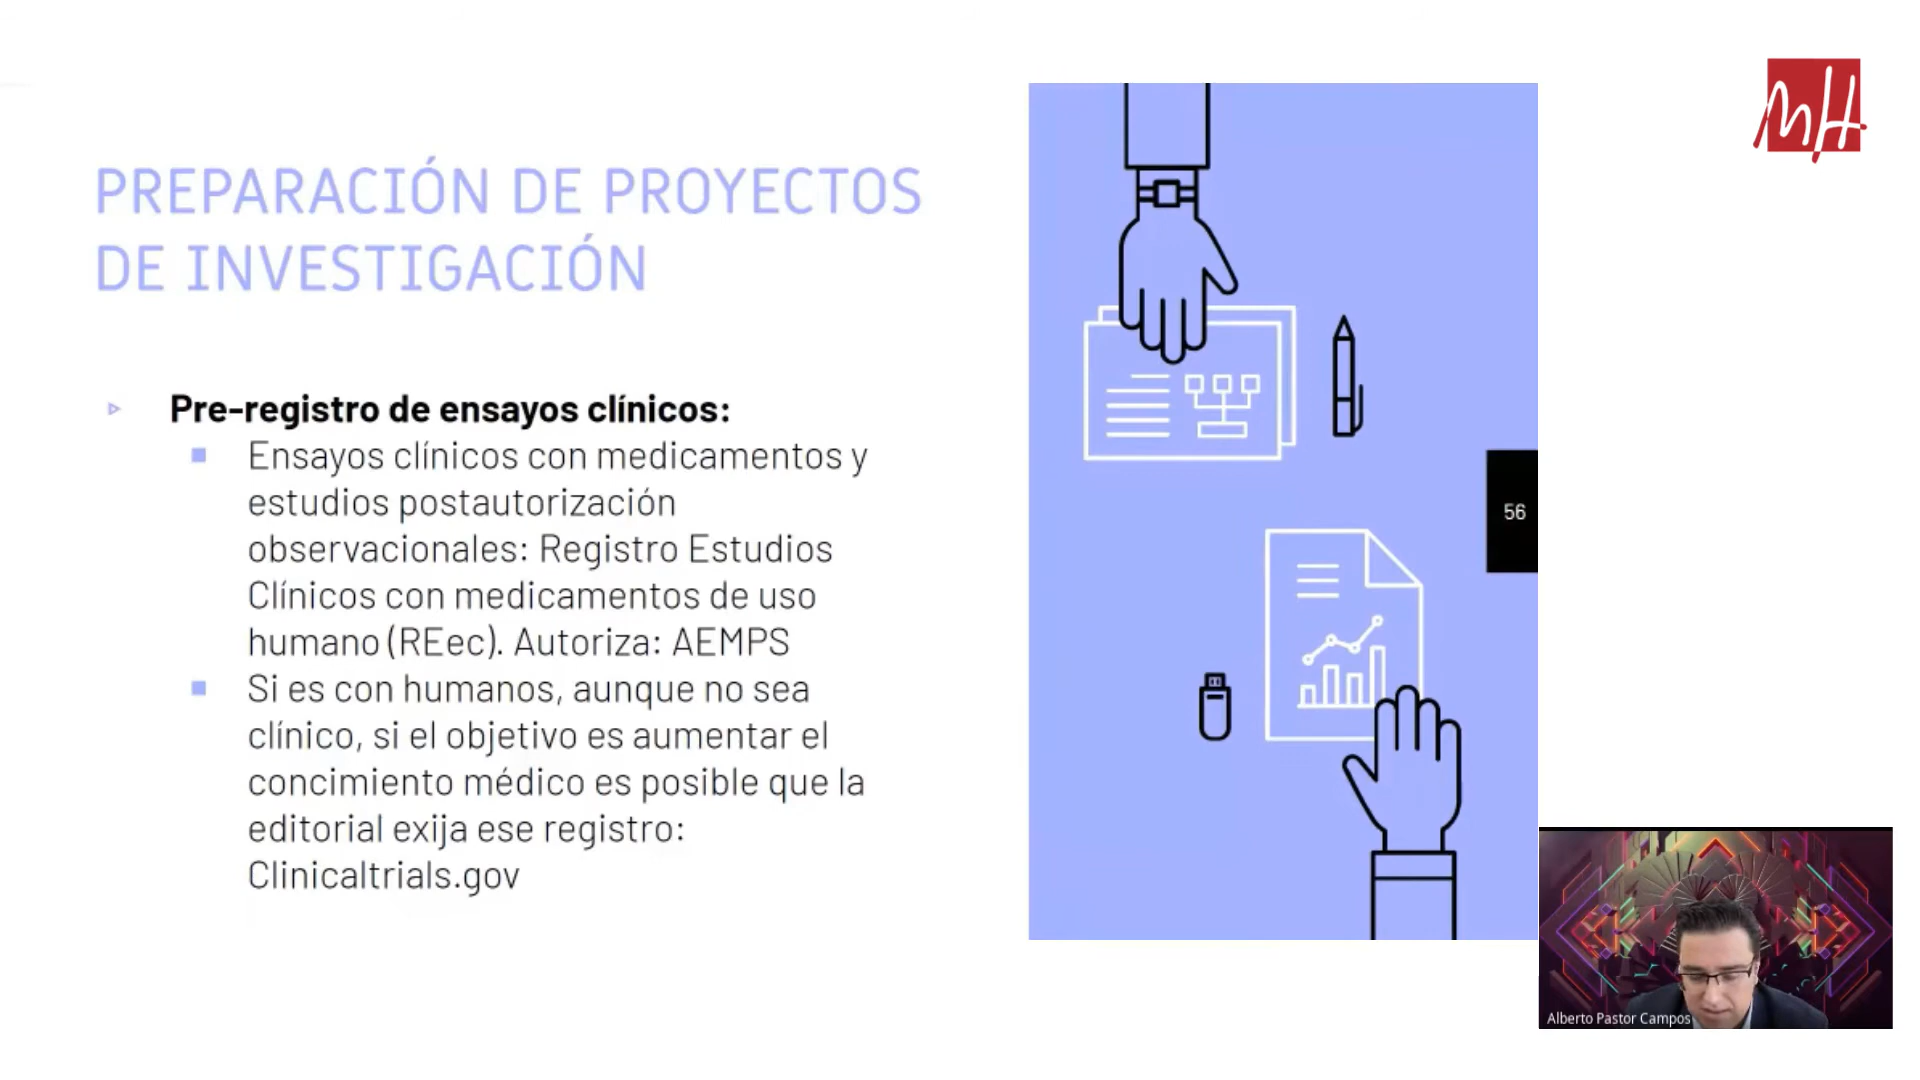 PREPARACIÓN DE PROYECTOS
DE INVESTIGACIÓN
Pre-registro de ensayos clínicos:
Ensayos clínicos con medicamentos y
estudios postautorización
observacionales: Registro Estudios
Clínicos con medicamentos de uso
humano (REec). Autoriza: AEMPS
Si es con humanos, aunque no sea
clínico, si el objetivo es aumentar el
concimiento médico es posible que la
editorial exija ese registro:
Clinicaltrials.gov
56
MH
Alberto Pastor Campos